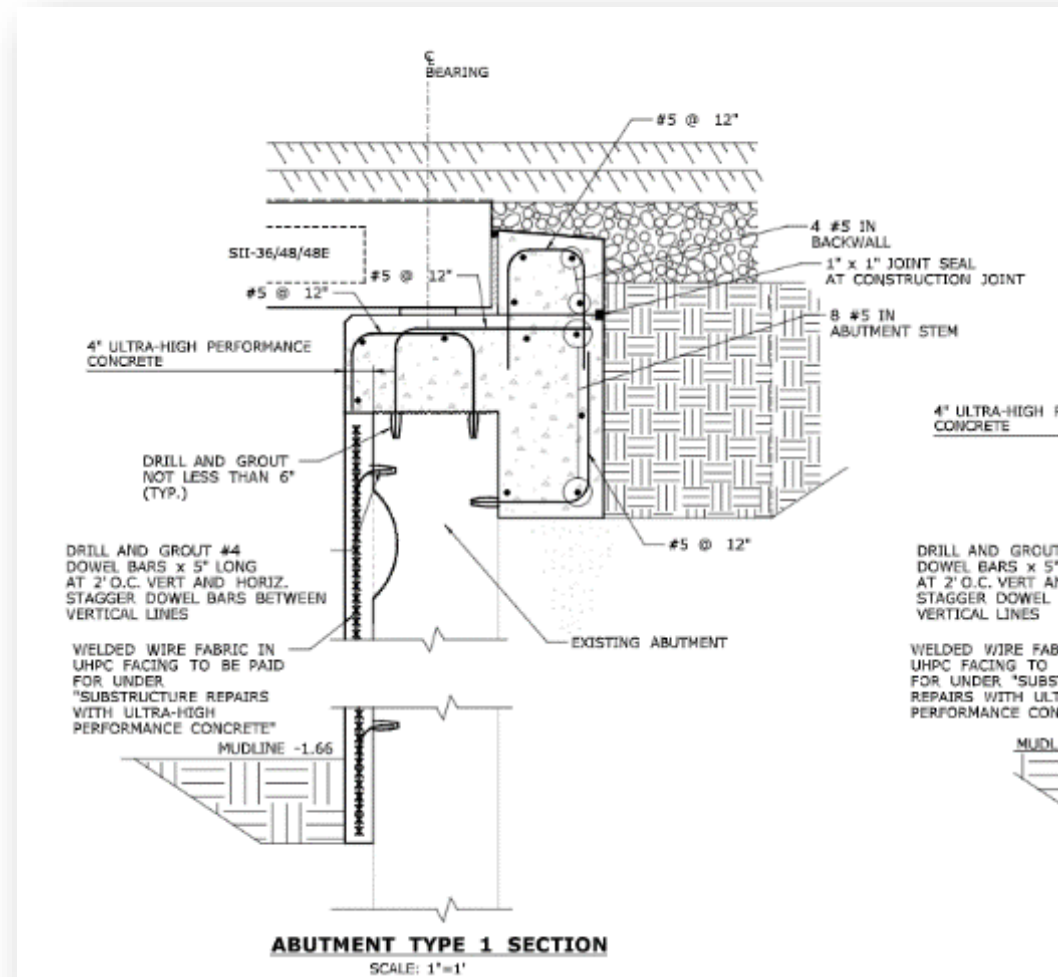 ℄
BEARING
#5 @ 12"
4 #5 IN
BACKWALL
SII-36/48/48E
1" x 1" JOINT SEAL
AT CONSTRUCTION JOINT
#5 @ 12"
#5 @ 12"
8 #5 IN
ABUTMENT STEM
4" ULTRA-HIGH PERFORMANCE
CONCRETE
DRILL AND GROUT
NOT LESS THAN 6"
(TYP.)
#5 @ 12"
DRILL AND GROUT #4
DOWEL BARS x 5" LONG
AT 2' O.C. VERT AND HORIZ.
STAGGER DOWEL BARS BETWEEN
VERTICAL LINES
EXISTING ABUTMENT
WELDED WIRE FABRIC IN
UHPC FACING TO BE PAID
FOR UNDER
"SUBSTRUCTURE REPAIRS
WITH ULTRA-HIGH
PERFORMANCE CONCRETE"
MUDLINE -1.66
ABUTMENT TYPE 1 SECTION
SCALE: 1"=1'
4" ULTRA-HIGH
CONCRETE
DRILL AND GROUT
DOWEL BARS x 5"
AT 2' O.C. VERT
STAGGER DOWEL
VERTICAL LINES
WELDED WIRE
UHPC FACING TO
FOR UNDER
REPAIRS WITH
PERFORMANCE